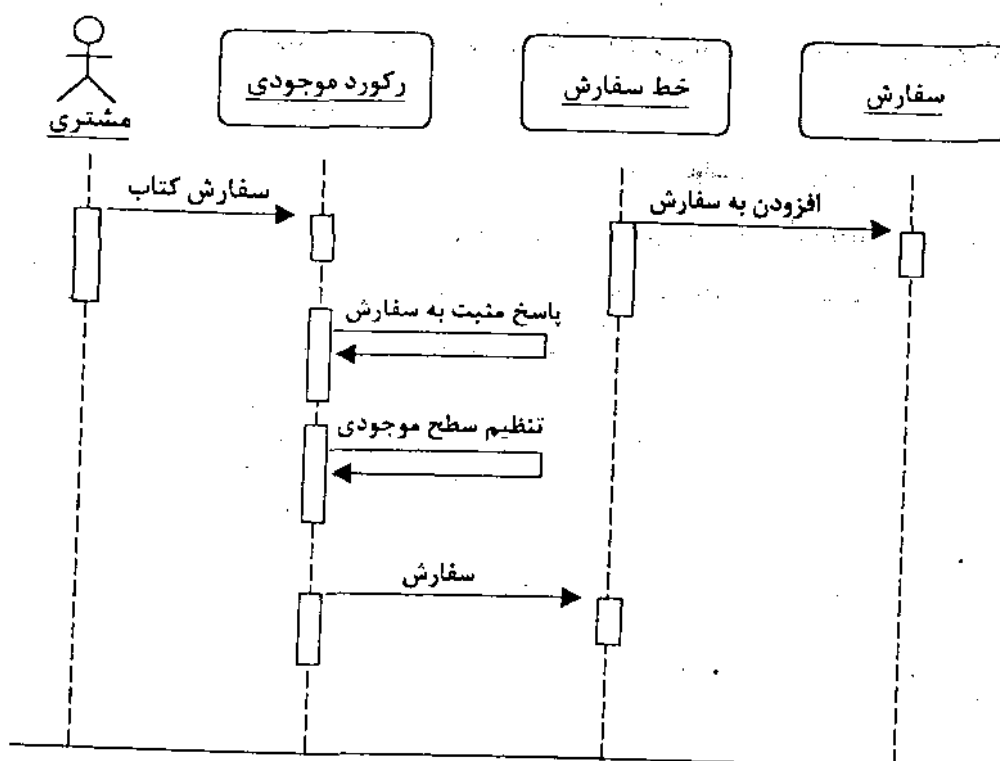 مشتری
رکورد موجودی
خط سفارش
سفارش
سفارش کتاب
افزودن به سفارش
پاسخ مثبت به سفارش
تنظیم سطح موجودی
سفارش